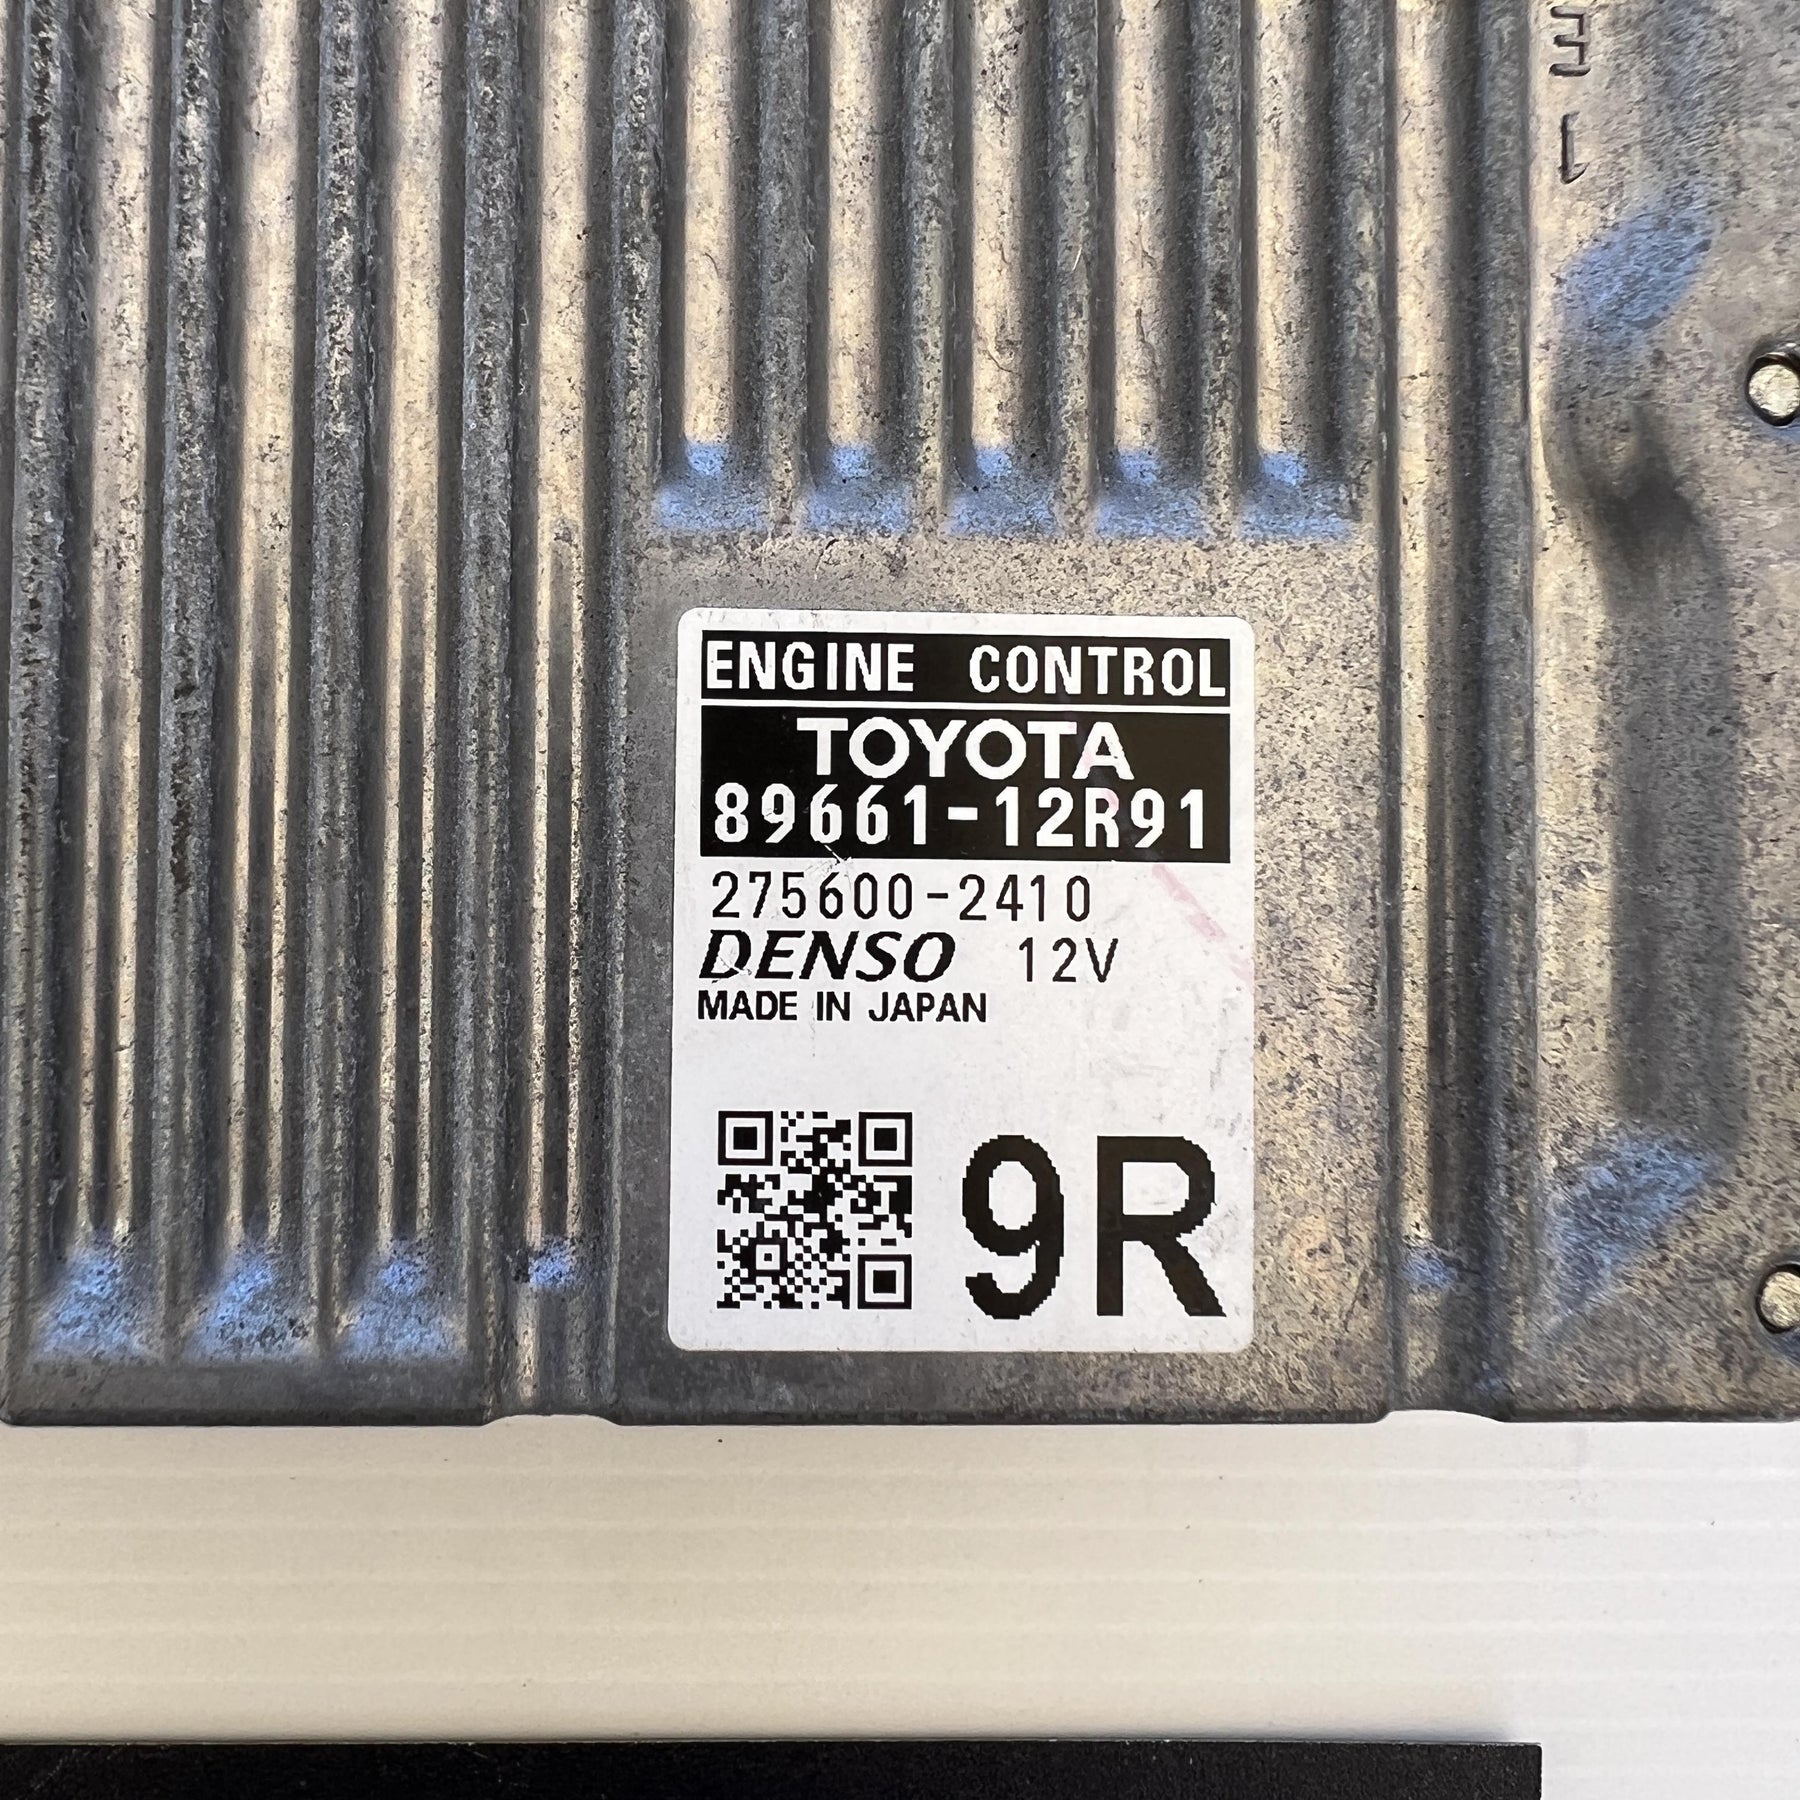 ENGINE CONTROL
TOYOTA
89661-12R91
275600-2410
DENSO 12V
MADE IN JAPAN
9R